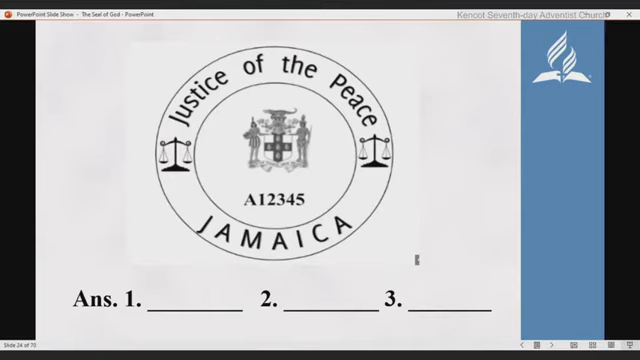 PowerPoint Slide Show - The Seal of God - PowerPoint
Kencot Seventh-day Adventist Church
Justice of the Peace
A12345
JAMAICA
Ans. 1. ________ 2. ________ 3. _______
Slide 24 of 70